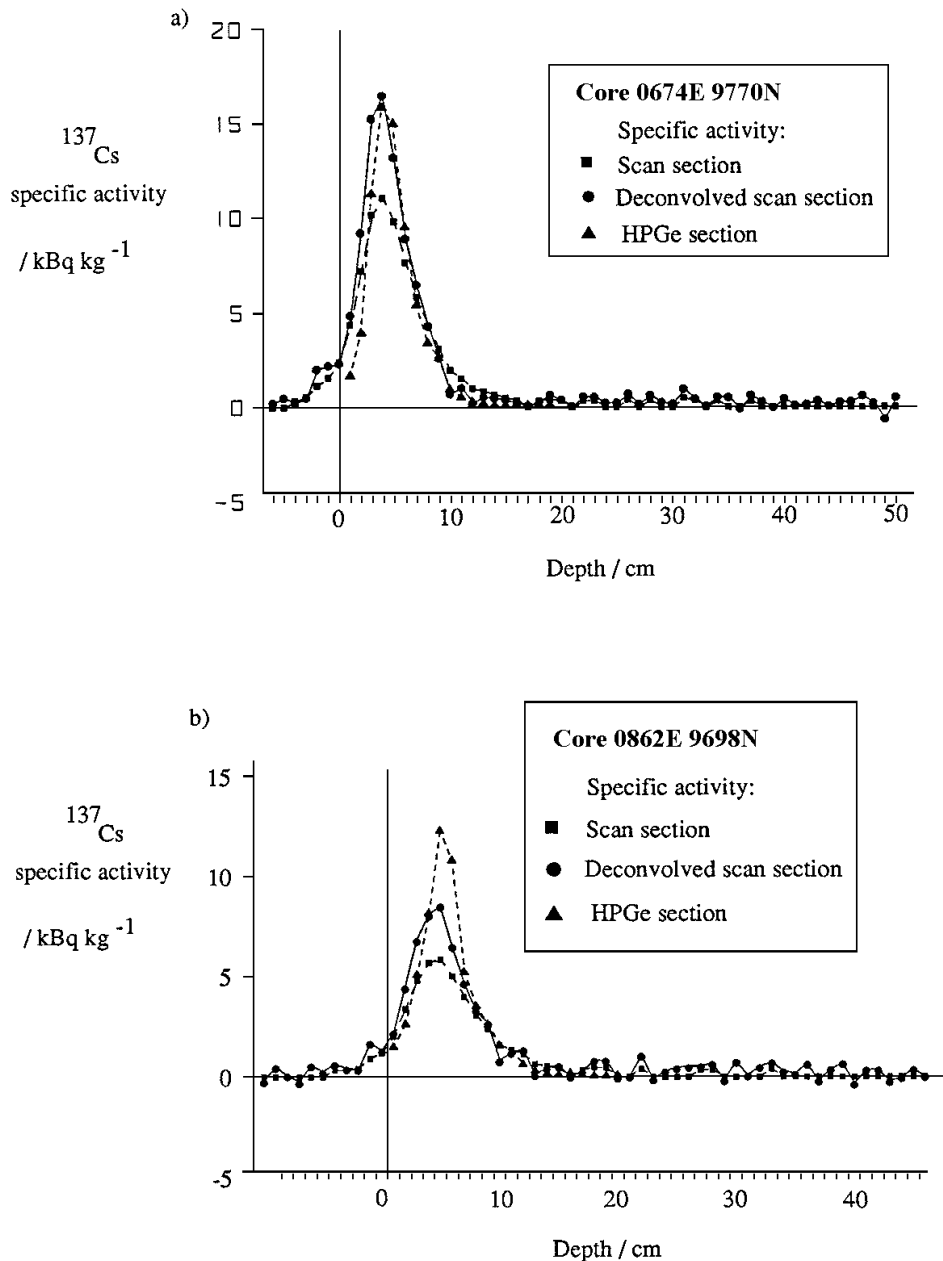 a)
20
15
10
5
0
-5
137
Cs
specific activity
/ kBq kg -1
Core 0674E 9770N
Specific activity:
Scan section
Deconvolved scan section
HPGe section
0 10 20 30 40 50
Depth / cm
b)
15
10
5
0
-5
137
Cs
specific activity
/ kBq kg -1
Core 0862E 9698N
Specific activity:
Scan section
Deconvolved scan section
HPGe section
0 10 20 30 40
Depth / cm